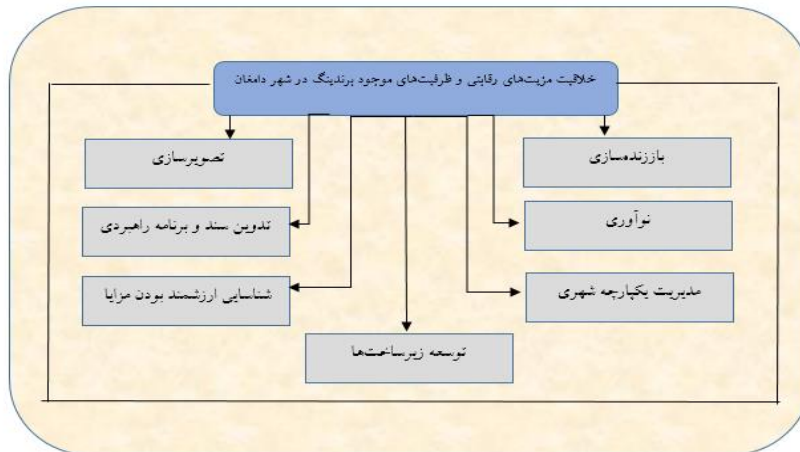 خلاقیت مزیت‌های رقابتی و ظرفیت‌های موجود برندینگ در شهر دامغان
باززنده‌سازی
تصویرسازی
نوآوری
تدوین سند و برنامه راهبردی
مدیریت یکپارچه شهری
شناسایی ارزشمند بودن مزایا
توسعه زیرساخت‌ها